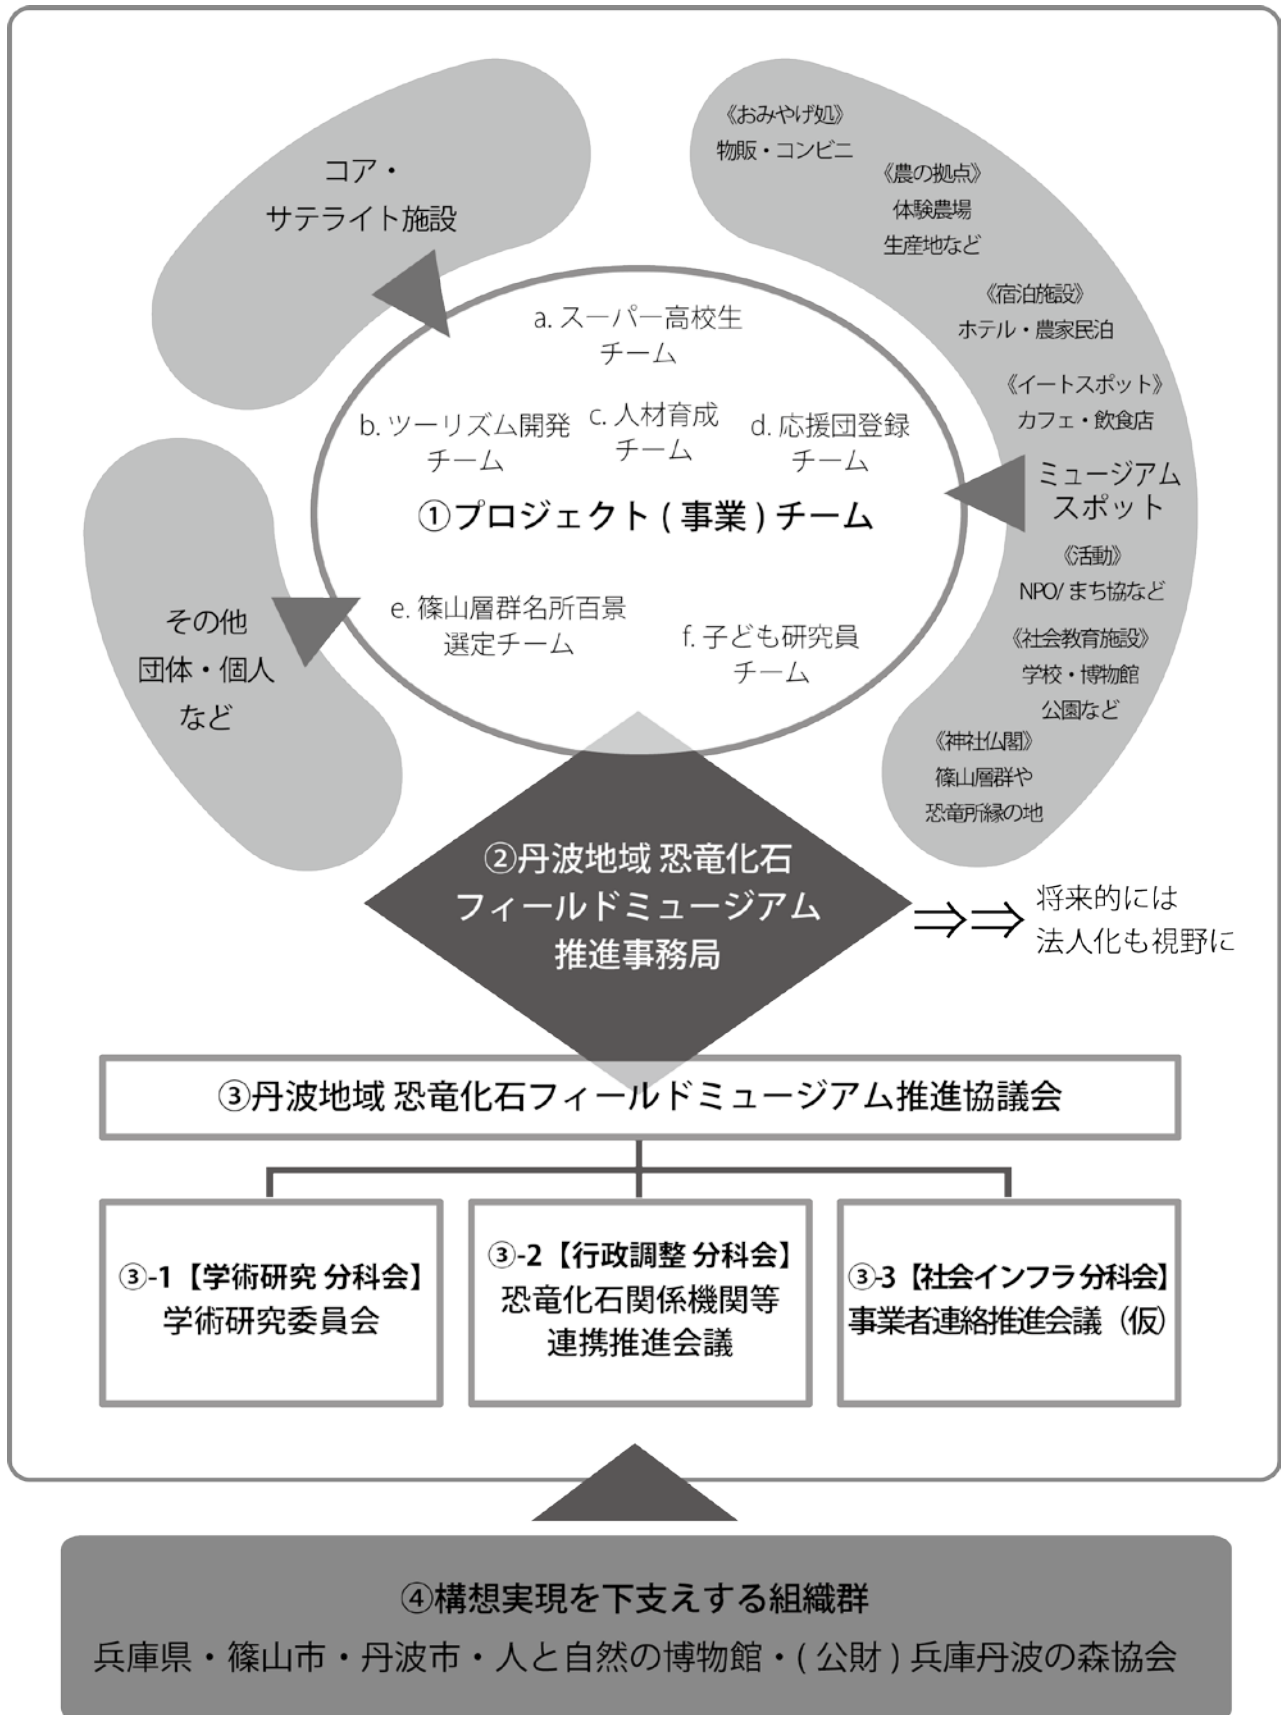 コア・
サテライト施設
《おみやげ処》
物販・コンビニ
《農の拠点》
体験農場
生産地など
《宿泊施設》
ホテル・農家民泊
《イートスポット》
カフェ・飲食店
ミュージアム
スポット
《活動》
NPO/まち協など
《社会教育施設》
学校・博物館
公園など
《神社仏閣》
篠山層群や
恐竜所縁の地
a. スーパー高校生
チーム
b. ツーリズム開発
チーム
c. 人材育成
チーム
d. 応援団登録
チーム
①プロジェクト ( 事業 ) チーム
e. 篠山層群名所百景
選定チーム
f. 子ども研究員
チーム
その他
団体・個人
など
②丹波地域 恐竜化石
フィールドミュージアム
推進事務局
⇒⇒
将来的には
法人化も視野に
③丹波地域 恐竜化石フィールドミュージアム推進協議会
③-1【学術研究 分科会】
学術研究委員会
③-2【行政調整 分科会】
恐竜化石関係機関等
連携推進会議
③-3【社会インフラ分科会】
事業者連絡推進会議（仮）
④構想実現を下支えする組織群
兵庫県・篠山市・丹波市・人と自然の博物館・( 公財 ) 兵庫丹波の森協会